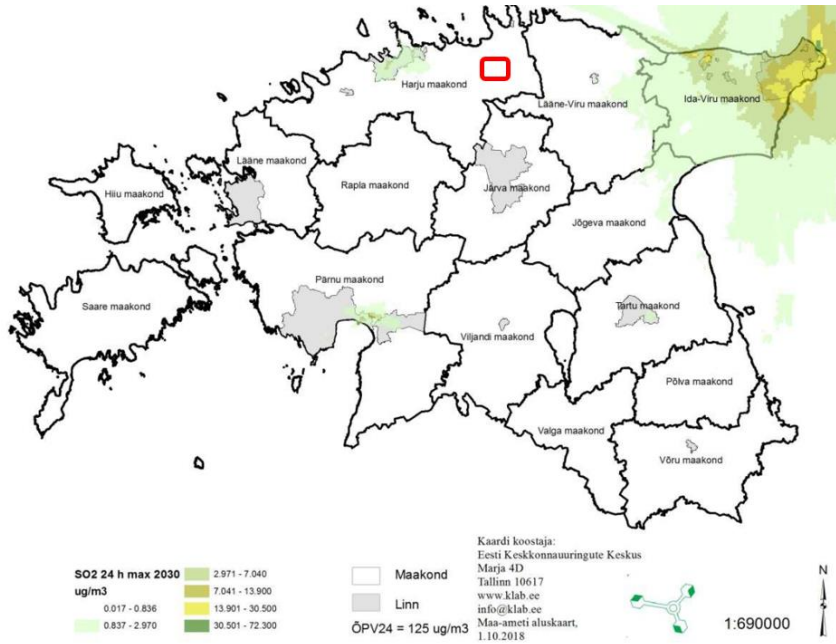 Harju maakond
Lääne-Viru maakond
Ida-Viru maakond
Lääne maakond
Hiiu maakond
Rapla maakond
Järva maakond
Jõgeva maakond
Pärnu maakond
Saare maakond
Tartu maakond
Viljandi maakond
Põlva maakond
Valga maakond
Võru maakond
SO2 24 h max 2030
ug/m3
0.017 - 0.836
0.837 - 2.970
2.971 - 7.040
7.041 - 13.900
13.901 - 30.500
30.501 - 72.300
Maakond
Linn
ÕPV24 = 125 ug/m3
Kaardi koostaja:
Eesti Keskkonnauuringute Keskus
Marja 4D
Tallinn 10617
www.klab.ee
info@klab.ee
Maa-ameti aluskaart,
1.10.2018
1:690000
N